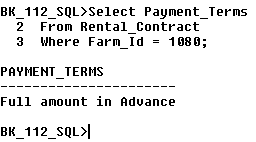 BK_112_SQL>Select Payment_Terms
2 From Rental_Contract
3 Where Farm_Id = 1080;
PAYMENT_TERMS
----------------------
Full amount in Advance
BK_112_SQL>